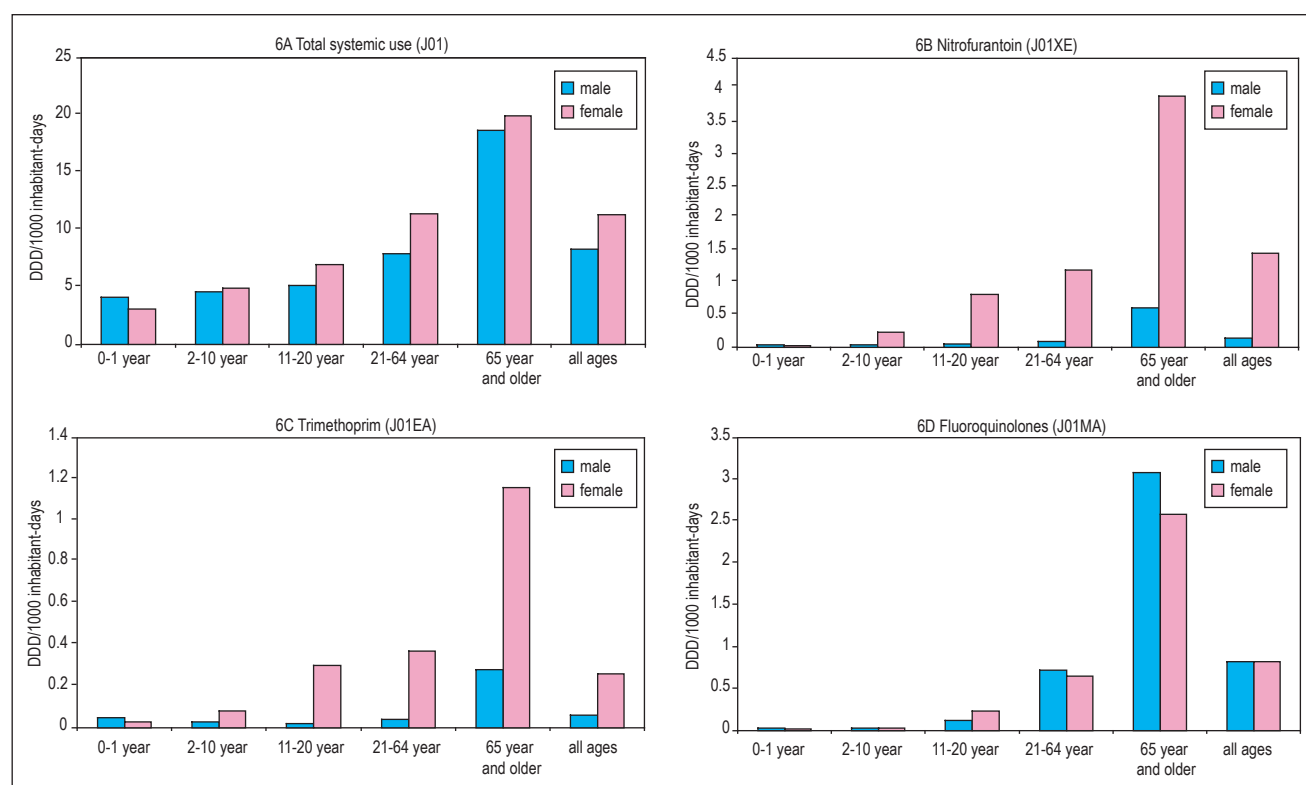 6A Total systemic use (J01)
DDD/1000 inhabitant-days
25
20
15
10
5
0
male
female
0-1 year
2-10 year
11-20 year
21-64 year
65 year
and older
all ages
6B Nitrofurantoin (J01XE)
DDD/1000 inhabitant-days
4.5
4
3.5
3
2.5
2
1.5
1
0.5
0
male
female
0-1 year
2-10 year
11-20 year
21-64 year
65 year
and older
all ages
6C Trimethoprim (J01EA)
DDD/1000 inhabitant-days
1.4
1.2
1
0.8
0.6
0.4
0.2
0
male
female
0-1 year
2-10 year
11-20 year
21-64 year
65 year
and older
all ages
6D Fluoroquinolones (J01MA)
DDD/1000 inhabitant-days
3.5
3
2.5
2
1.5
1
0.5
0
male
female
0-1 year
2-10 year
11-20 year
21-64 year
65 year
and older
all ages